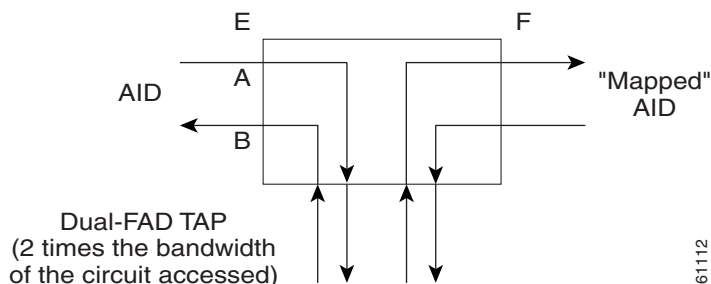 E
F
A
AID
"Mapped"
AID
B
Dual-FAD TAP
(2 times the bandwidth
of the circuit accessed)
61112